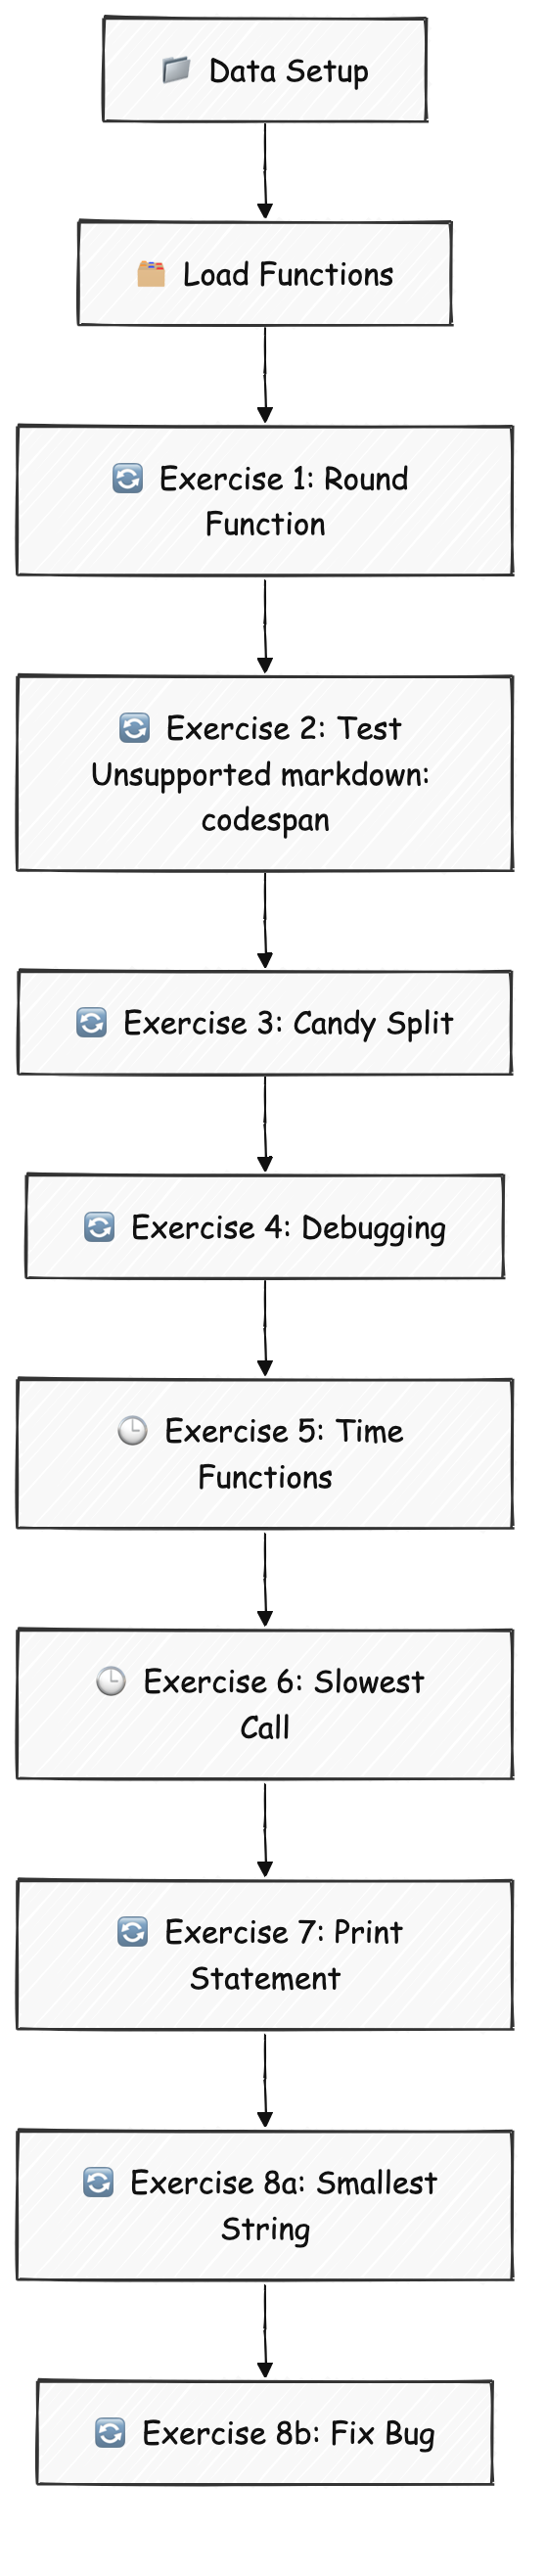 Data Setup
Load Functions
Exercise 1: Round
Function
Exercise 2: Test
Unsupported markdown:
codespan
Exercise 3: Candy Split
Exercise 4: Debugging
Exercise 5: Time
Functions
Exercise 6: Slowest
Call
Exercise 7: Print
Statement
Exercise 8a: Smallest
String
Exercise 8b: Fix Bug